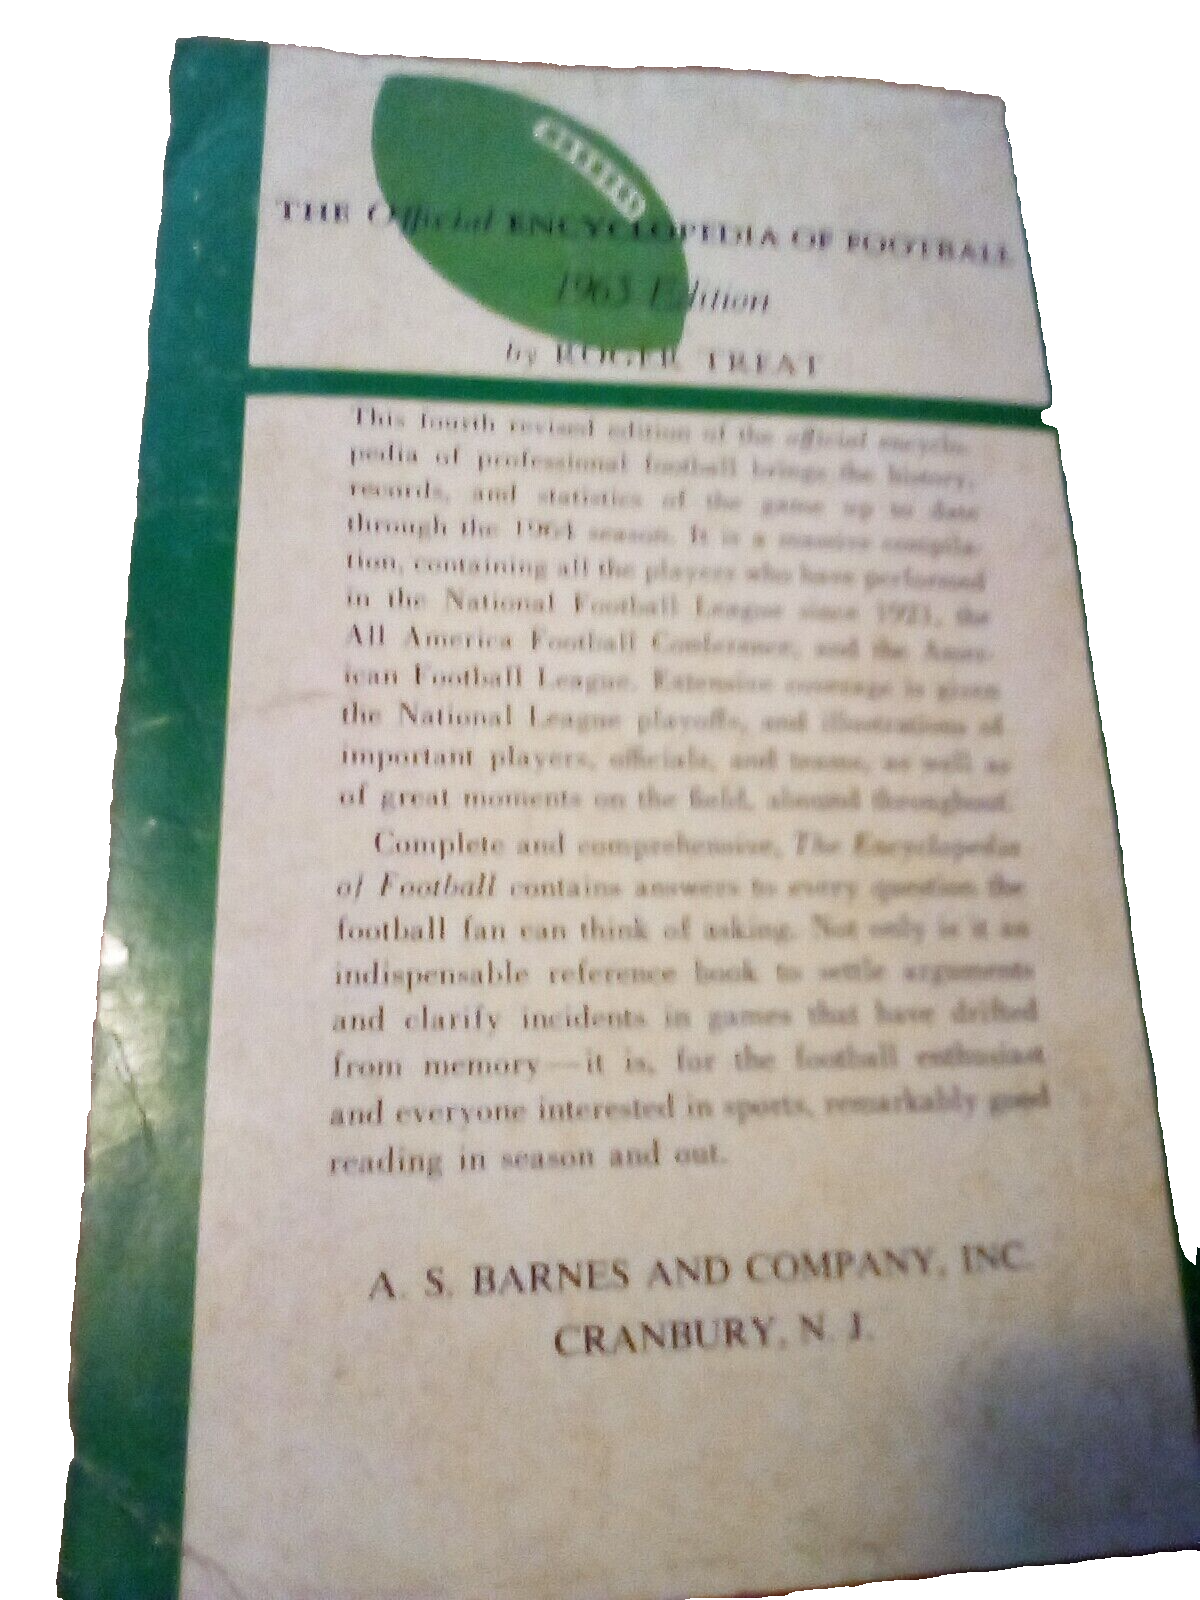 THE Official ENCYCLOPEDIA OF FOOTBALL
1965 Edition
by ROGER TREAT
This fourth revised edition of the official encyclo-
pedia of professional football brings the history,
records, and statistics of the game up to date
through the 1964 season. It is a massive compila-
tion, containing all the players who have performed
in the National Football League since 1921, the
All America Football Conference, and the Amer-
ican Football League. Extensive coverage is given
the National League playoffs, and illustrations of
important players, officials, and teams, as well as
of great moments on the field, abound throughout.
Complete and comprehensive, The Encyclopedia
of Football contains answers to every question the
football fan can think of asking. Not only is it an
indispensable reference book to settle arguments
and clarify incidents in games that have drifted
from memory—it is, for the football enthusiast
and everyone interested in sports, remarkably good
reading in season and out.
A. S. BARNES AND COMPANY, INC.
CRANBURY, N. J.